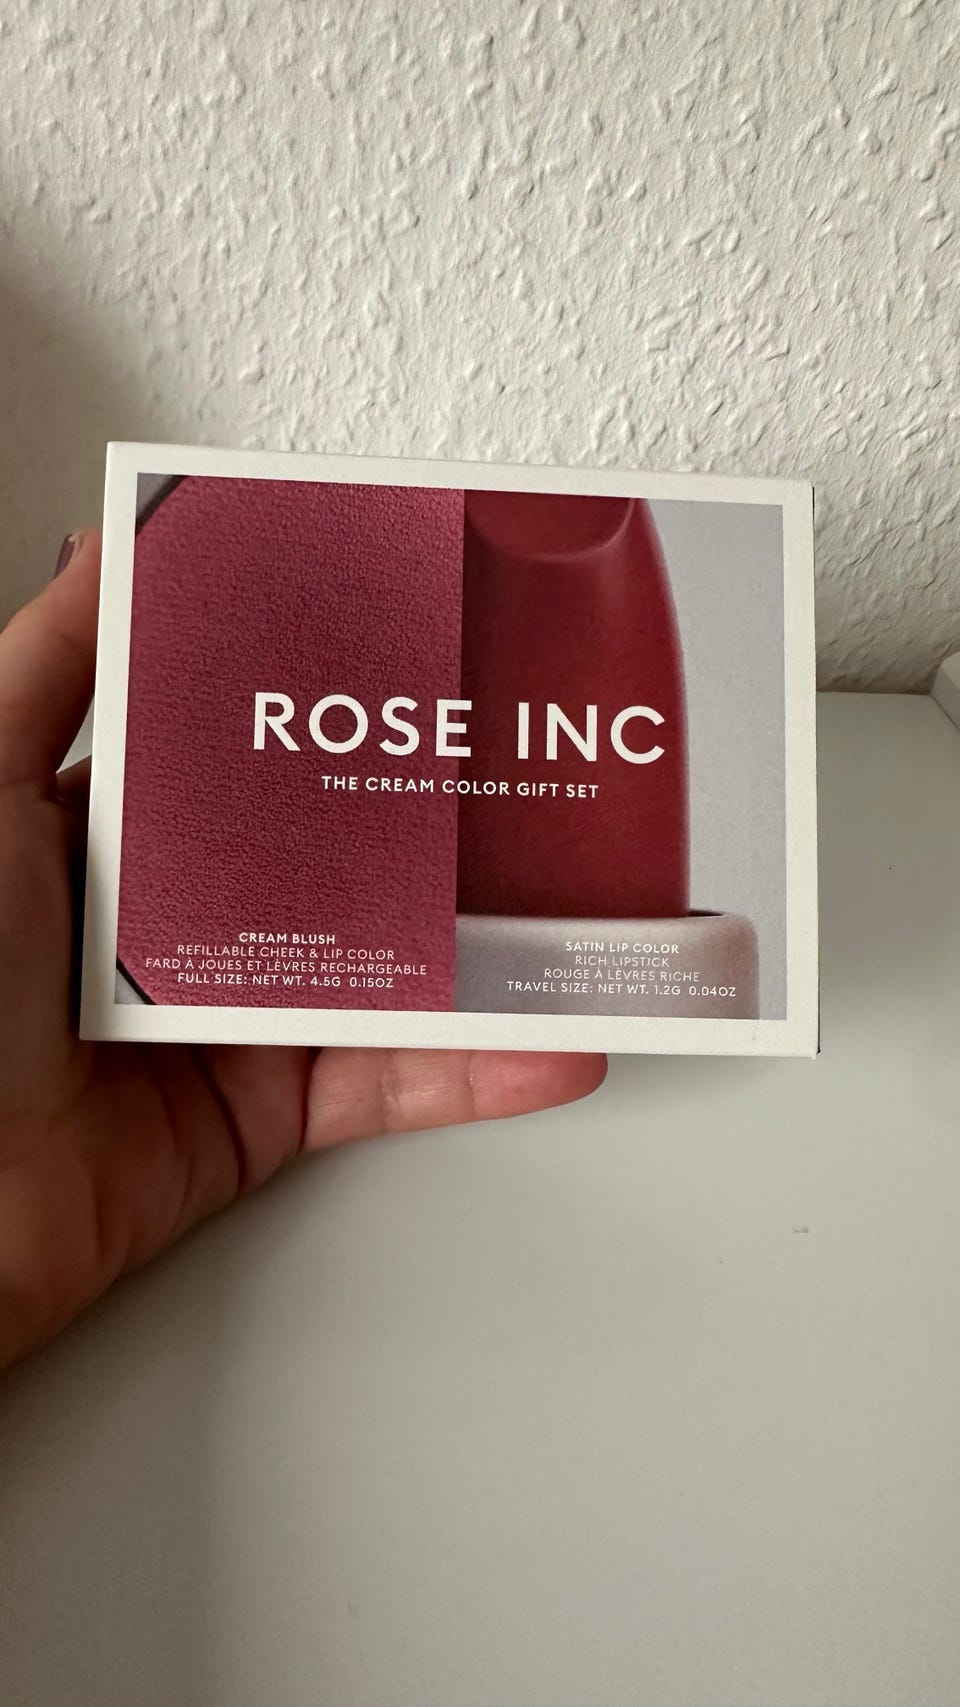 ROSE INC
THE CREAM COLOR GIFT SET
CREAM BLUSH
REFILLABLE CHEEK & LIP COLOR
FARD À JOUES ET LÈVRES RECHARGEABLE
FULL SIZE: NET WT. 4.5G 0.15OZ
SATIN LIP COLOR
RICH LIPSTICK
ROUGE À LÈVRES RICHE
TRAVEL SIZE: NET WT. 1.2G 0.04OZ